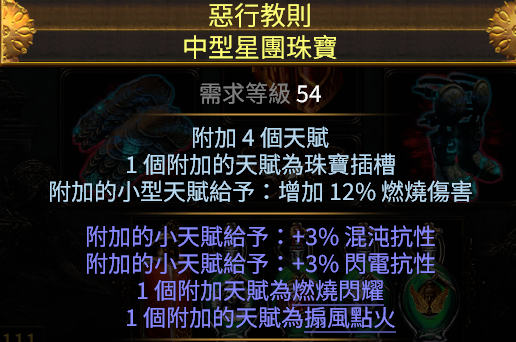 惡行教則
中型星團珠寶
需求等級 54
附加 4 個天賦
1 個附加的天賦為珠寶插槽
附加的小型天賦給予：增加 12% 燃燒傷害
附加的小天賦給予：+3% 混沌抗性
附加的小天賦給予：+3% 閃電抗性
1 個附加天賦為燃燒閃耀
1 個附加的天賦為搧風點火
111